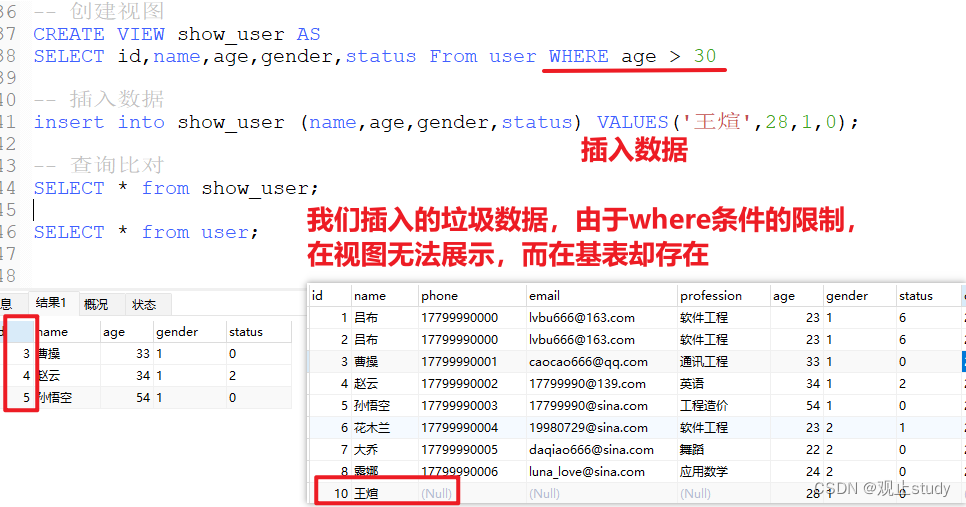 36 -- 创建视图
37 CREATE VIEW show_user AS
38 SELECT id,name,age,gender,status From user WHERE age > 30
39
40 -- 插入数据
41 insert into show_user (name,age,gender,status) VALUES('王煊',28,1,0);
42 插入数据
43 -- 查询比对
44 SELECT * from show_user;
45
46 SELECT * from user;
47
48
我们插入的垃圾数据，由于where条件的限制，
在视图无法展示，而在基表却存在
息 结果1 概况 状态
name age gender status
3 曹操 33 1 0
4 赵云 34 1 2
5 孙悟空 54 1 0
id name phone email profession age gender status
1 吕布 17799990000 lvbu666@163.com 软件工程 23 1 6
2 吕布 17799990000 lvbu666@163.com 软件工程 23 1 6
3 曹操 17799990001 caocao666@qq.com 通讯工程 33 1 0
4 赵云 17799990002 17799990@139.com 英语 34 1 2
5 孙悟空 17799990003 17799990@sina.com 工程造价 54 1 0
6 花木兰 17799990004 19980729@sina.com 软件工程 23 2 1
7 大乔 17799990005 daqiao666@sina.com 舞蹈 22 2 0
8 露娜 17799990006 luna_love@sina.com 应用数学 24 2 0
10 王煊 (Null) (Null) (Null) 28 1 0
CSDN @观止study